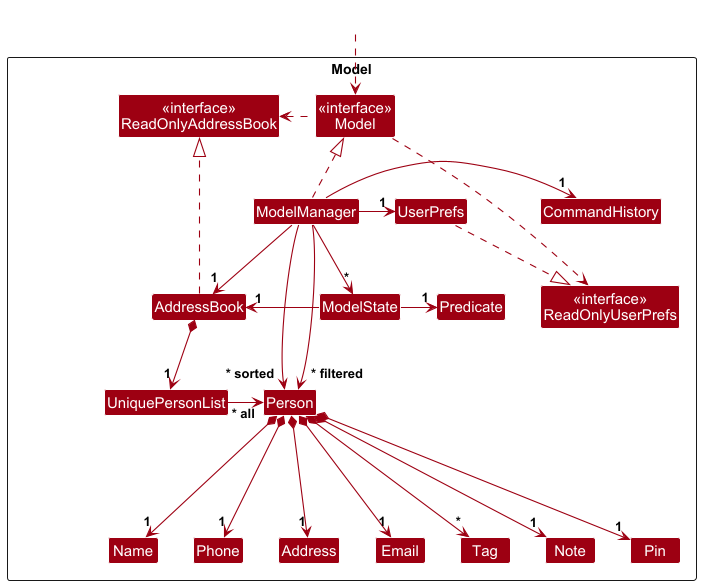 Model
«interface»
ReadOnlyAddressBook
«interface»
Model
1
ModelManager
1
UserPrefs
CommandHistory
1
*
«interface»
ReadOnlyUserPrefs
AddressBook
1
ModelState
1
Predicate
1
* sorted
* filtered
UniquePersonList
* all
Person
1
1
1
1
*
1
1
Name
Phone
Address
Email
Tag
Note
Pin